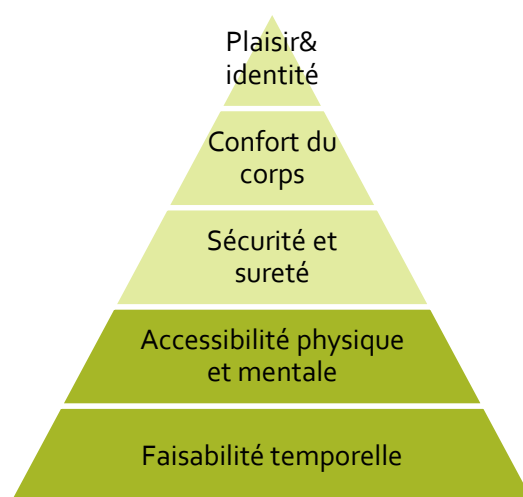 Plaisir&
identité
Confort du
corps
Sécurité et
sureté
Accessibilité physique
et mentale
Faisabilité temporelle